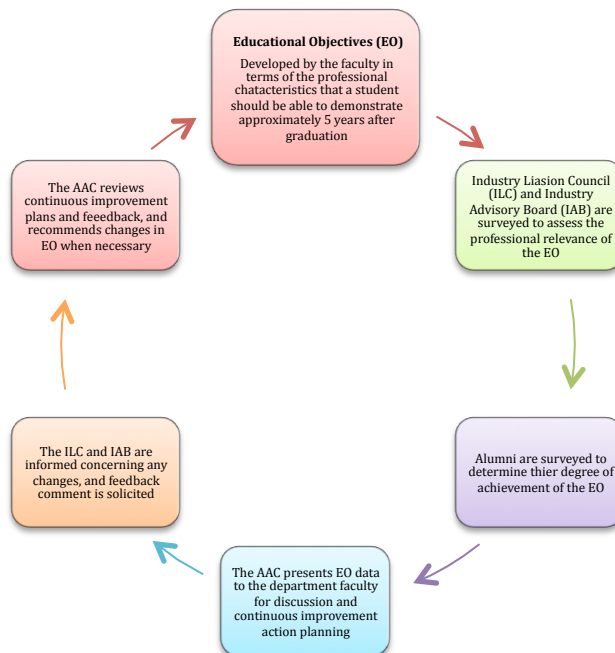 Educational Objectives (EO)
Developed by the faculty in
terms of the professional
chatacteristics that a student
should be able to demonstrate
approximately 5 years after
graduation
Industry Liasion Council
(ILC) and Industry
Advisory Board (IAB) are
surveyed to assess the
professional relevance of
the EO
Alumni are surveyed to
determine thier degree of
achievement of the EO
The AAC presents EO data
to the department faculty
for discussion and
continuous improvement
action planning
The ILC and IAB are
informed concerning any
changes, and feedback
comment is solicited
The AAC reviews
continuous improvement
plans and feeedback, and
recommends changes in
EO when necessary